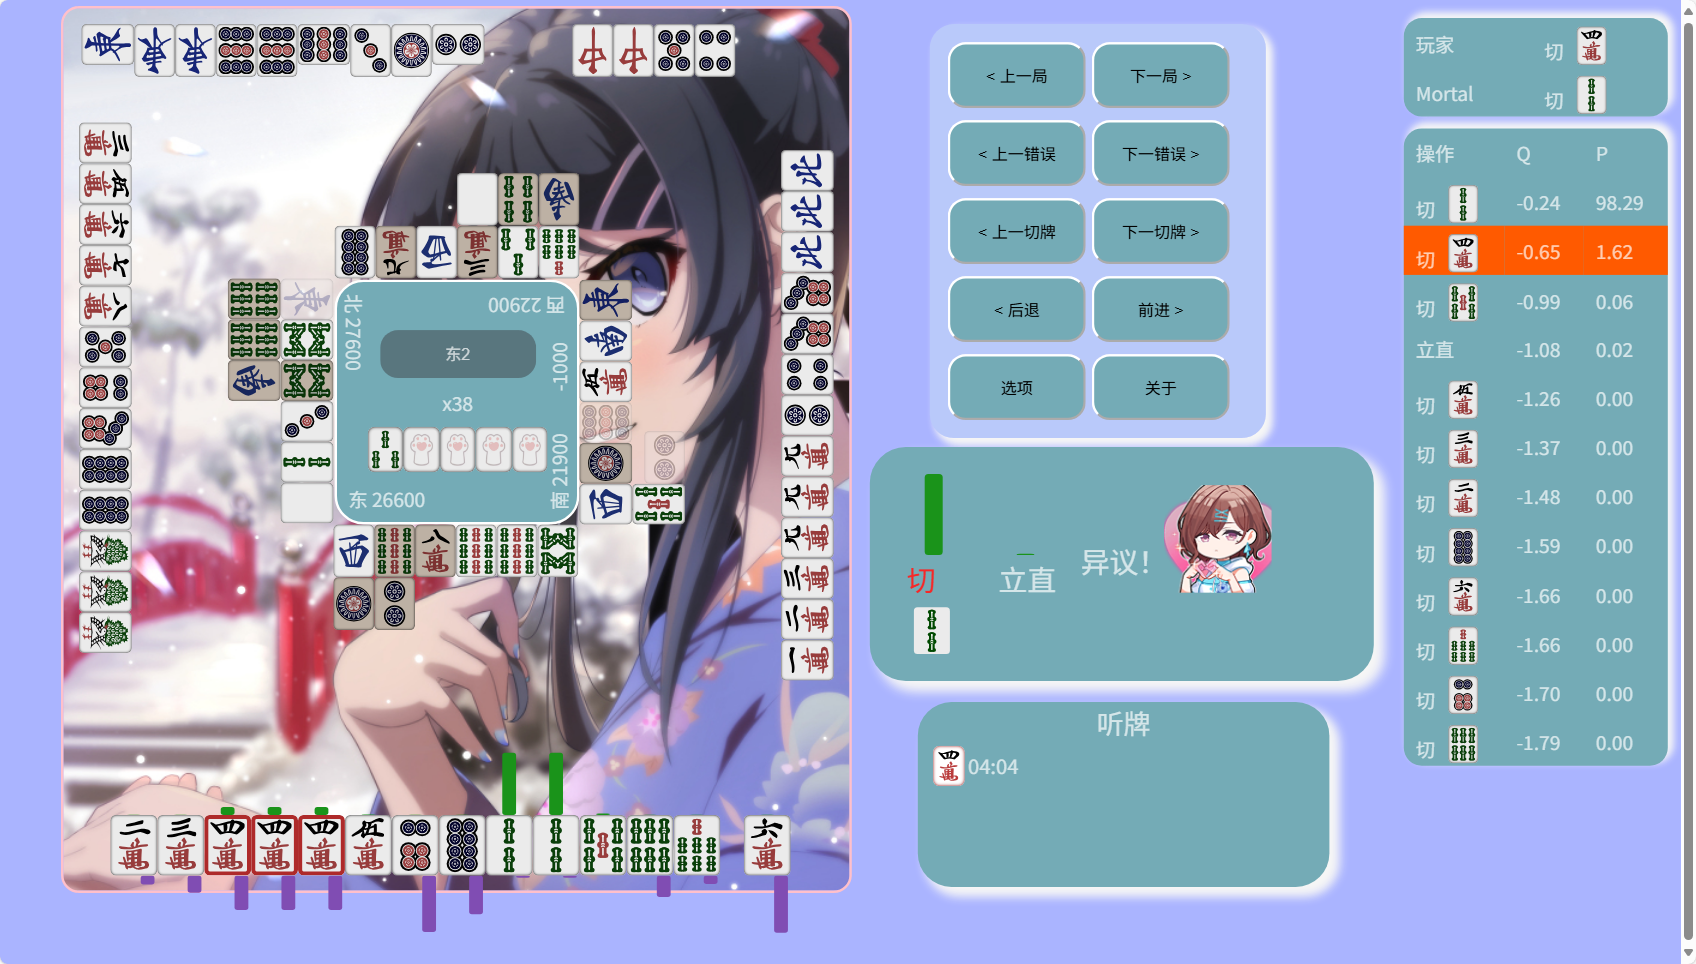 北 27600
西 22900
东2
-1000
x38
东 26600
南 21900
< 上一局
下一局 >
< 上一错误
下一错误 >
< 上一切牌
下一切牌 >
< 后退
前进 >
选项
关于
切
立直
异议!
听牌
04:04
玩家 切
Mortal 切
操作 Q P
切 -0.24 98.29
切 -0.65 1.62
切 -0.99 0.06
立直 -1.08 0.02
切 -1.26 0.00
切 -1.37 0.00
切 -1.48 0.00
切 -1.59 0.00
切 -1.66 0.00
切 -1.66 0.00
切 -1.70 0.00
切 -1.79 0.00